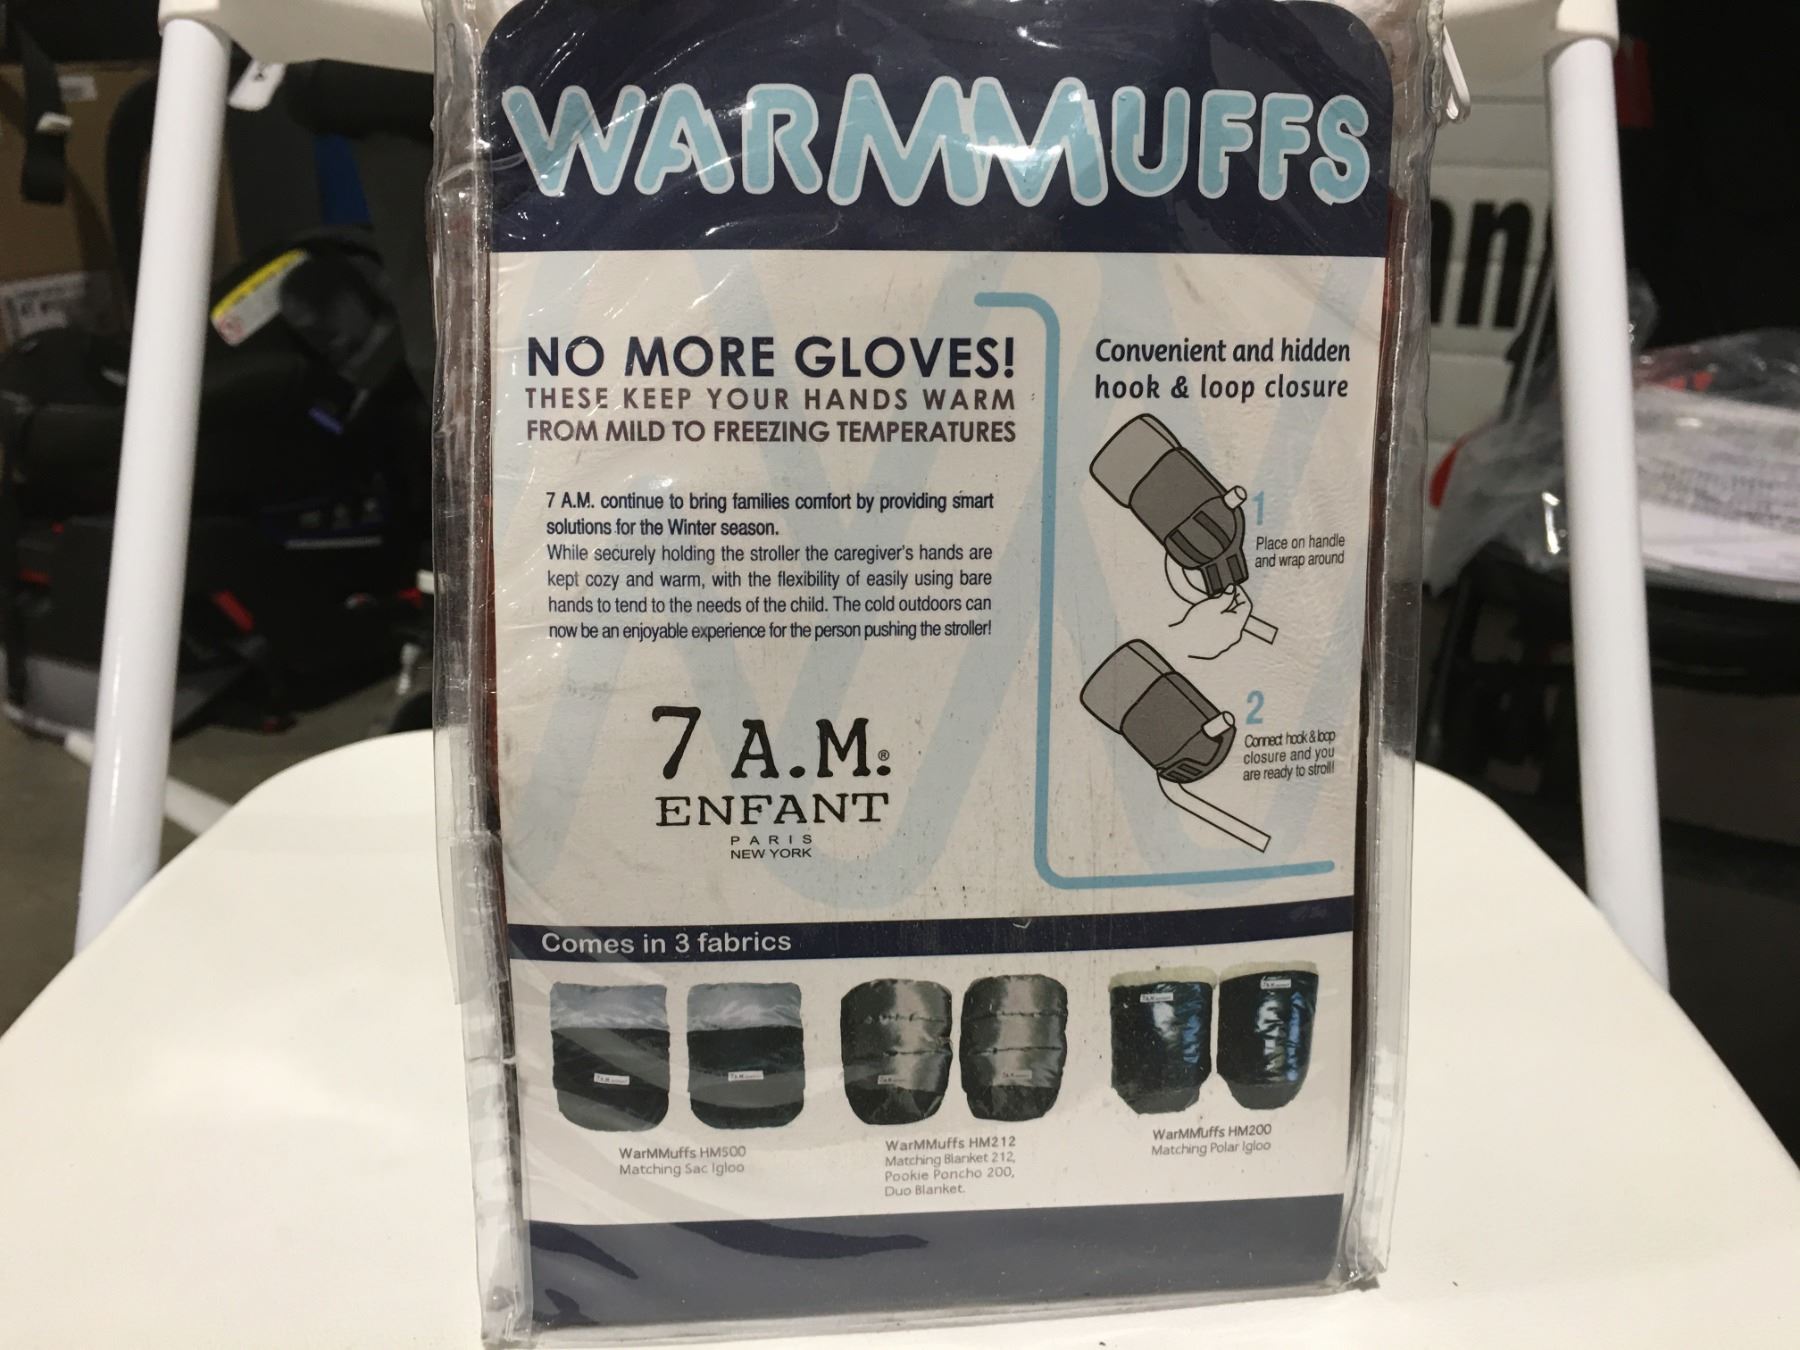 WARMMUFFS
NO MORE GLOVES!
THESE KEEP YOUR HANDS WARM
FROM MILD TO FREEZING TEMPERATURES
7 A.M. continue to bring families comfort by providing smart
solutions for the Winter season.
While securely holding the stroller the caregiver's hands are
kept cozy and warm, with the flexibility of easily using bare
hands to tend to the needs of the child. The cold outdoors can
now be an enjoyable experience for the person pushing the stroller!
7 A.M.®
ENFANT
PARIS
NEW YORK
Convenient and hidden
hook & loop closure
1
Place on handle
and wrap around
2
Connect hook & loop
closure and you
are ready to stroll!
Comes in 3 fabrics
WarMMuffs HM500
Matching Sac Igloo
WarMMuffs HM212
Matching Blanket 212,
Pookie Poncho 200,
Duo Blanket.
WarMMuffs HM200
Matching Polar Igloo